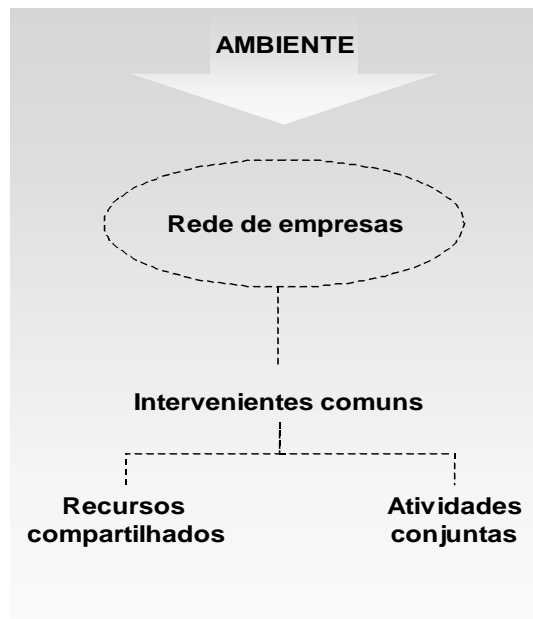 AMBIENTE
Rede de empresas
Intervenientes comuns
Recursos
compartilhados
Atividades
conjuntas